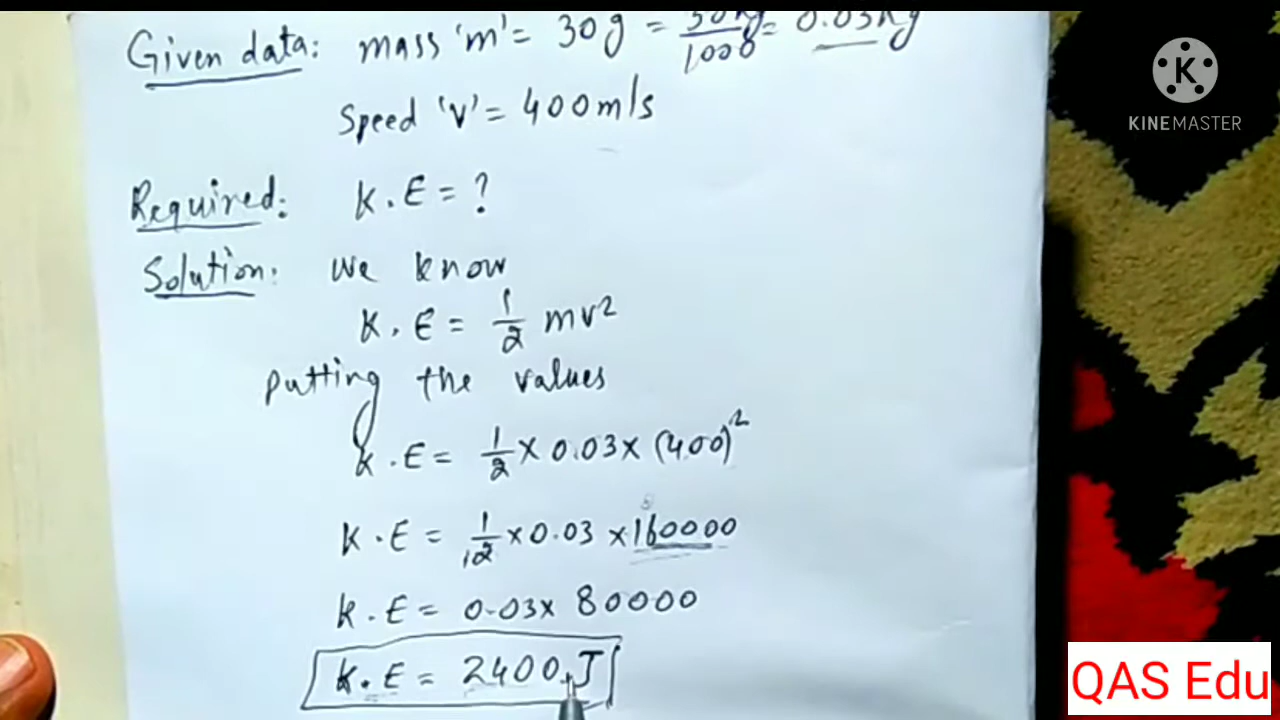 Given data: mass 'm' = 30g = 30kg/1000 = 0.03kg
Speed 'v' = 400m/s
Required: K.E = ?
Solution: We know
K.E = 1/2 mv²
Putting the values
K.E = 1/2 × 0.03 × (400)²
K.E = 1/2 × 0.03 × 160000
K.E = 0.03 × 80000
K.E = 2400 J
K
KINEMASTER
QAS Edu